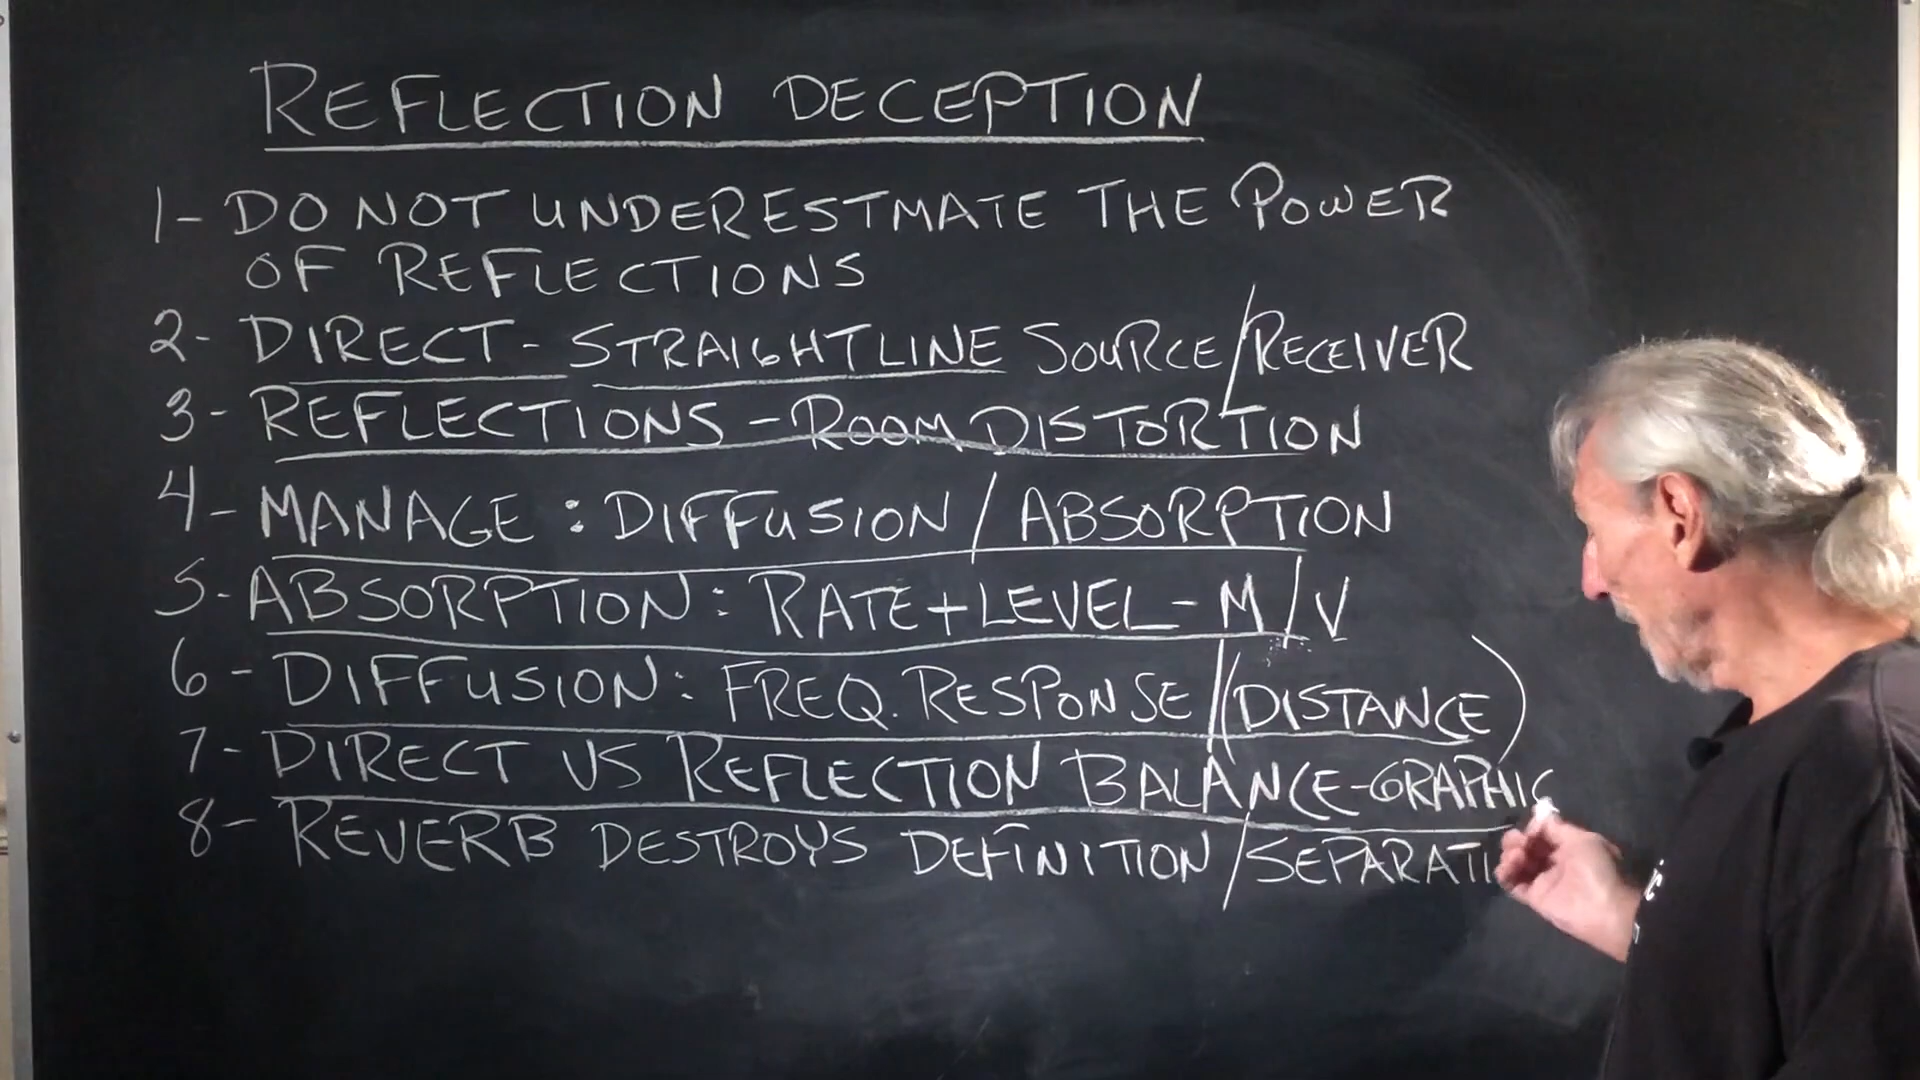 REFLECTION DECEPTION
1- DO NOT UNDERESTMATE THE POWER
OF REFLECTIONS
2- DIRECT - STRAIGHTLINE SOURCE/RECEIVER
3- REFLECTIONS - ROOM DISTORTION
4- MANAGE : DIFFUSION / ABSORPTION
5- ABSORPTION : RATE + LEVEL - M/V
6- DIFFUSION : FREQ. RESPONSE/(DISTANCE)
7- DIRECT VS REFLECTION BALANCE-GRAPHIC
8- REVERB DESTROYS DEFINITION/SEPARATI